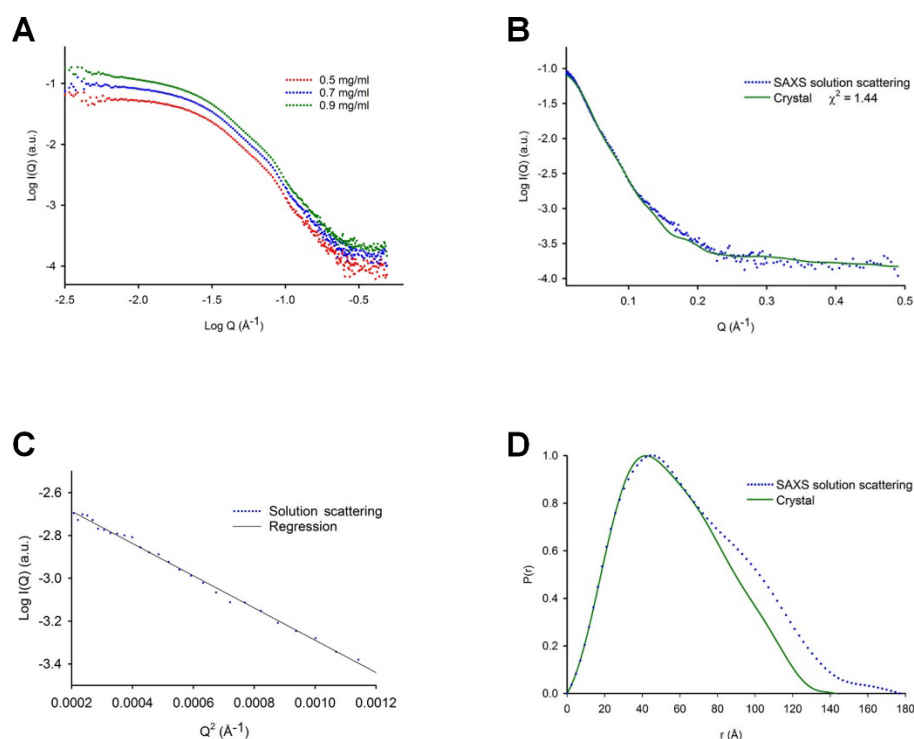 A
Log I(Q) (a.u.)
-1
-2
-3
-4
-2.5
-2.0
-1.5
-1.0
-0.5
Log Q (Å-1)
0.5 mg/ml
0.7 mg/ml
0.9 mg/ml
B
Log I(Q) (a.u.)
-1.0
-1.5
-2.0
-2.5
-3.0
-3.5
-4.0
0.1
0.2
0.3
0.4
0.5
Q (Å-1)
SAXS solution scattering
Crystal χ2 = 1.44
C
Log I(Q) (a.u.)
-2.6
-2.8
-3.0
-3.2
-3.4
0.0002
0.0004
0.0006
0.0008
0.0010
0.0012
Q2 (Å-1)
Solution scattering
Regression
D
P(r)
1.0
0.8
0.6
0.4
0.2
0.0
0
20
40
60
80
100
120
140
160
180
r (Å)
SAXS solution scattering
Crystal